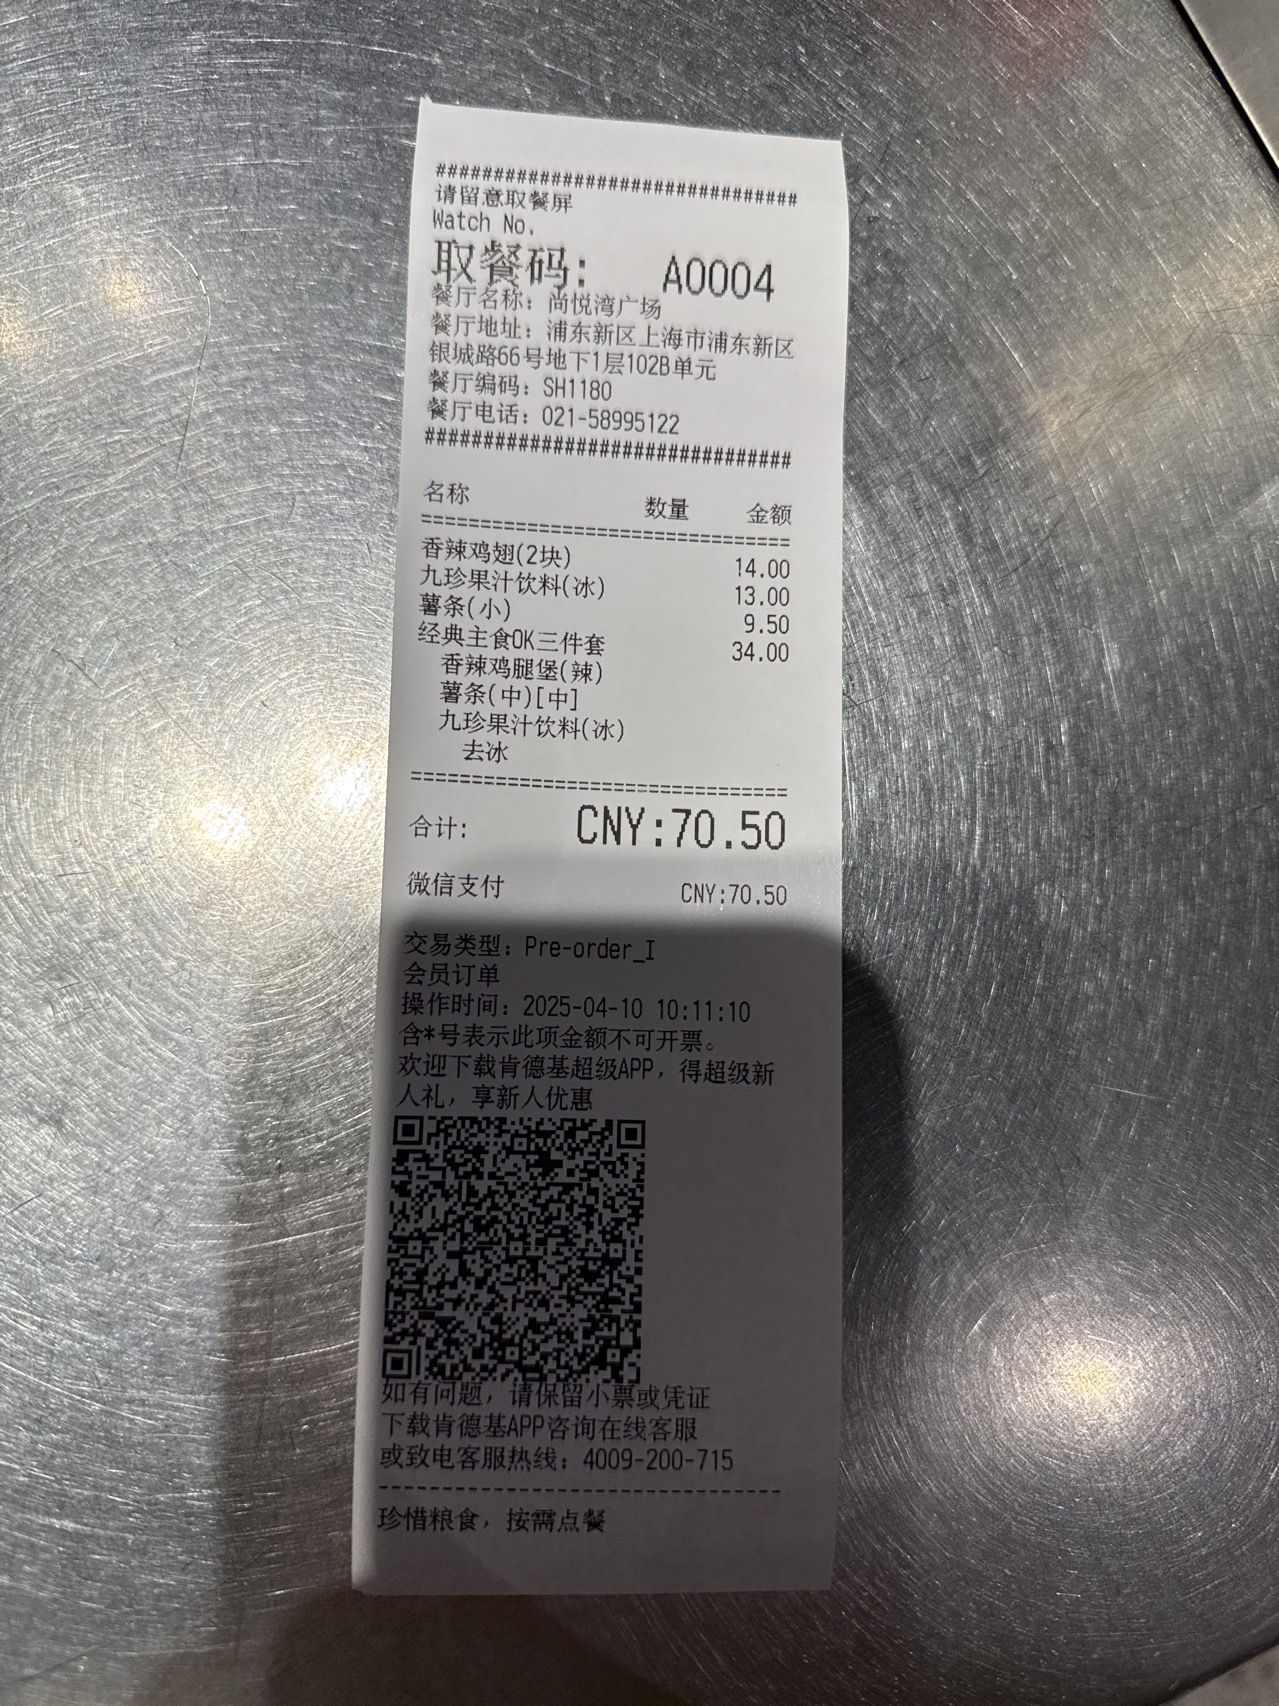 ###############################
请留意取餐屏
Watch No.
取餐码: A0004
餐厅名称: 尚悦湾广场
餐厅地址: 浦东新区上海市浦东新区
银城路66号地下1层102B单元
餐厅编码: SH1180
餐厅电话: 021-58995122
###############################
名称 数量 金额
===============================
香辣鸡翅(2块) 14.00
九珍果汁饮料(冰) 13.00
薯条(小) 9.50
经典主食OK三件套 34.00
香辣鸡腿堡(辣)
薯条(中)[中]
九珍果汁饮料(冰)
去冰
===============================
合计: CNY:70.50
微信支付 CNY:70.50
交易类型: Pre-order_I
会员订单
操作时间: 2025-04-10 10:11:10
含*号表示此项金额不可开票。
欢迎下载肯德基超级APP，得超级新
人礼，享新人优惠
如有问题，请保留小票或凭证
下载肯德基APP咨询在线客服
或致电客服热线: 4009-200-715
--------------------------------
珍惜粮食，按需点餐